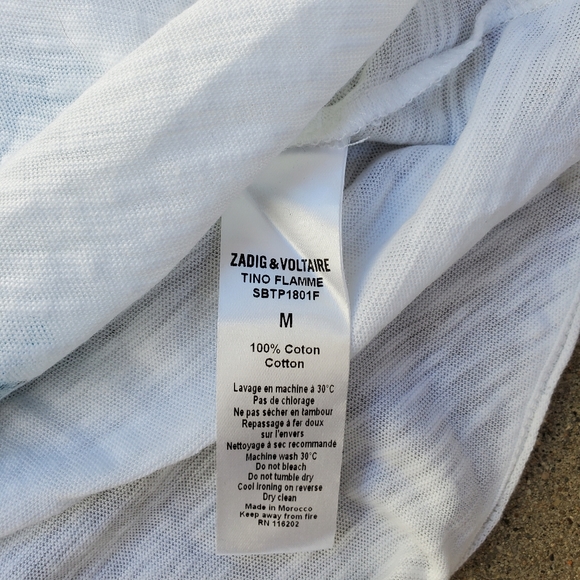 ZADIG & VOLTAIRE
TINO FLAMME
SBTP1801F
M
100% Coton
Cotton
Lavage en machine à 30°C
Pas de chlorage
Ne pas sécher en tambour
Repassage à fer doux
sur l'envers
Nettoyage à sec recommande
Machine wash 30°C
Do not bleach
Do not tumble dry
Cool ironing on reverse
Dry clean
Made in Morocco
Keep away from fire
RN 116202